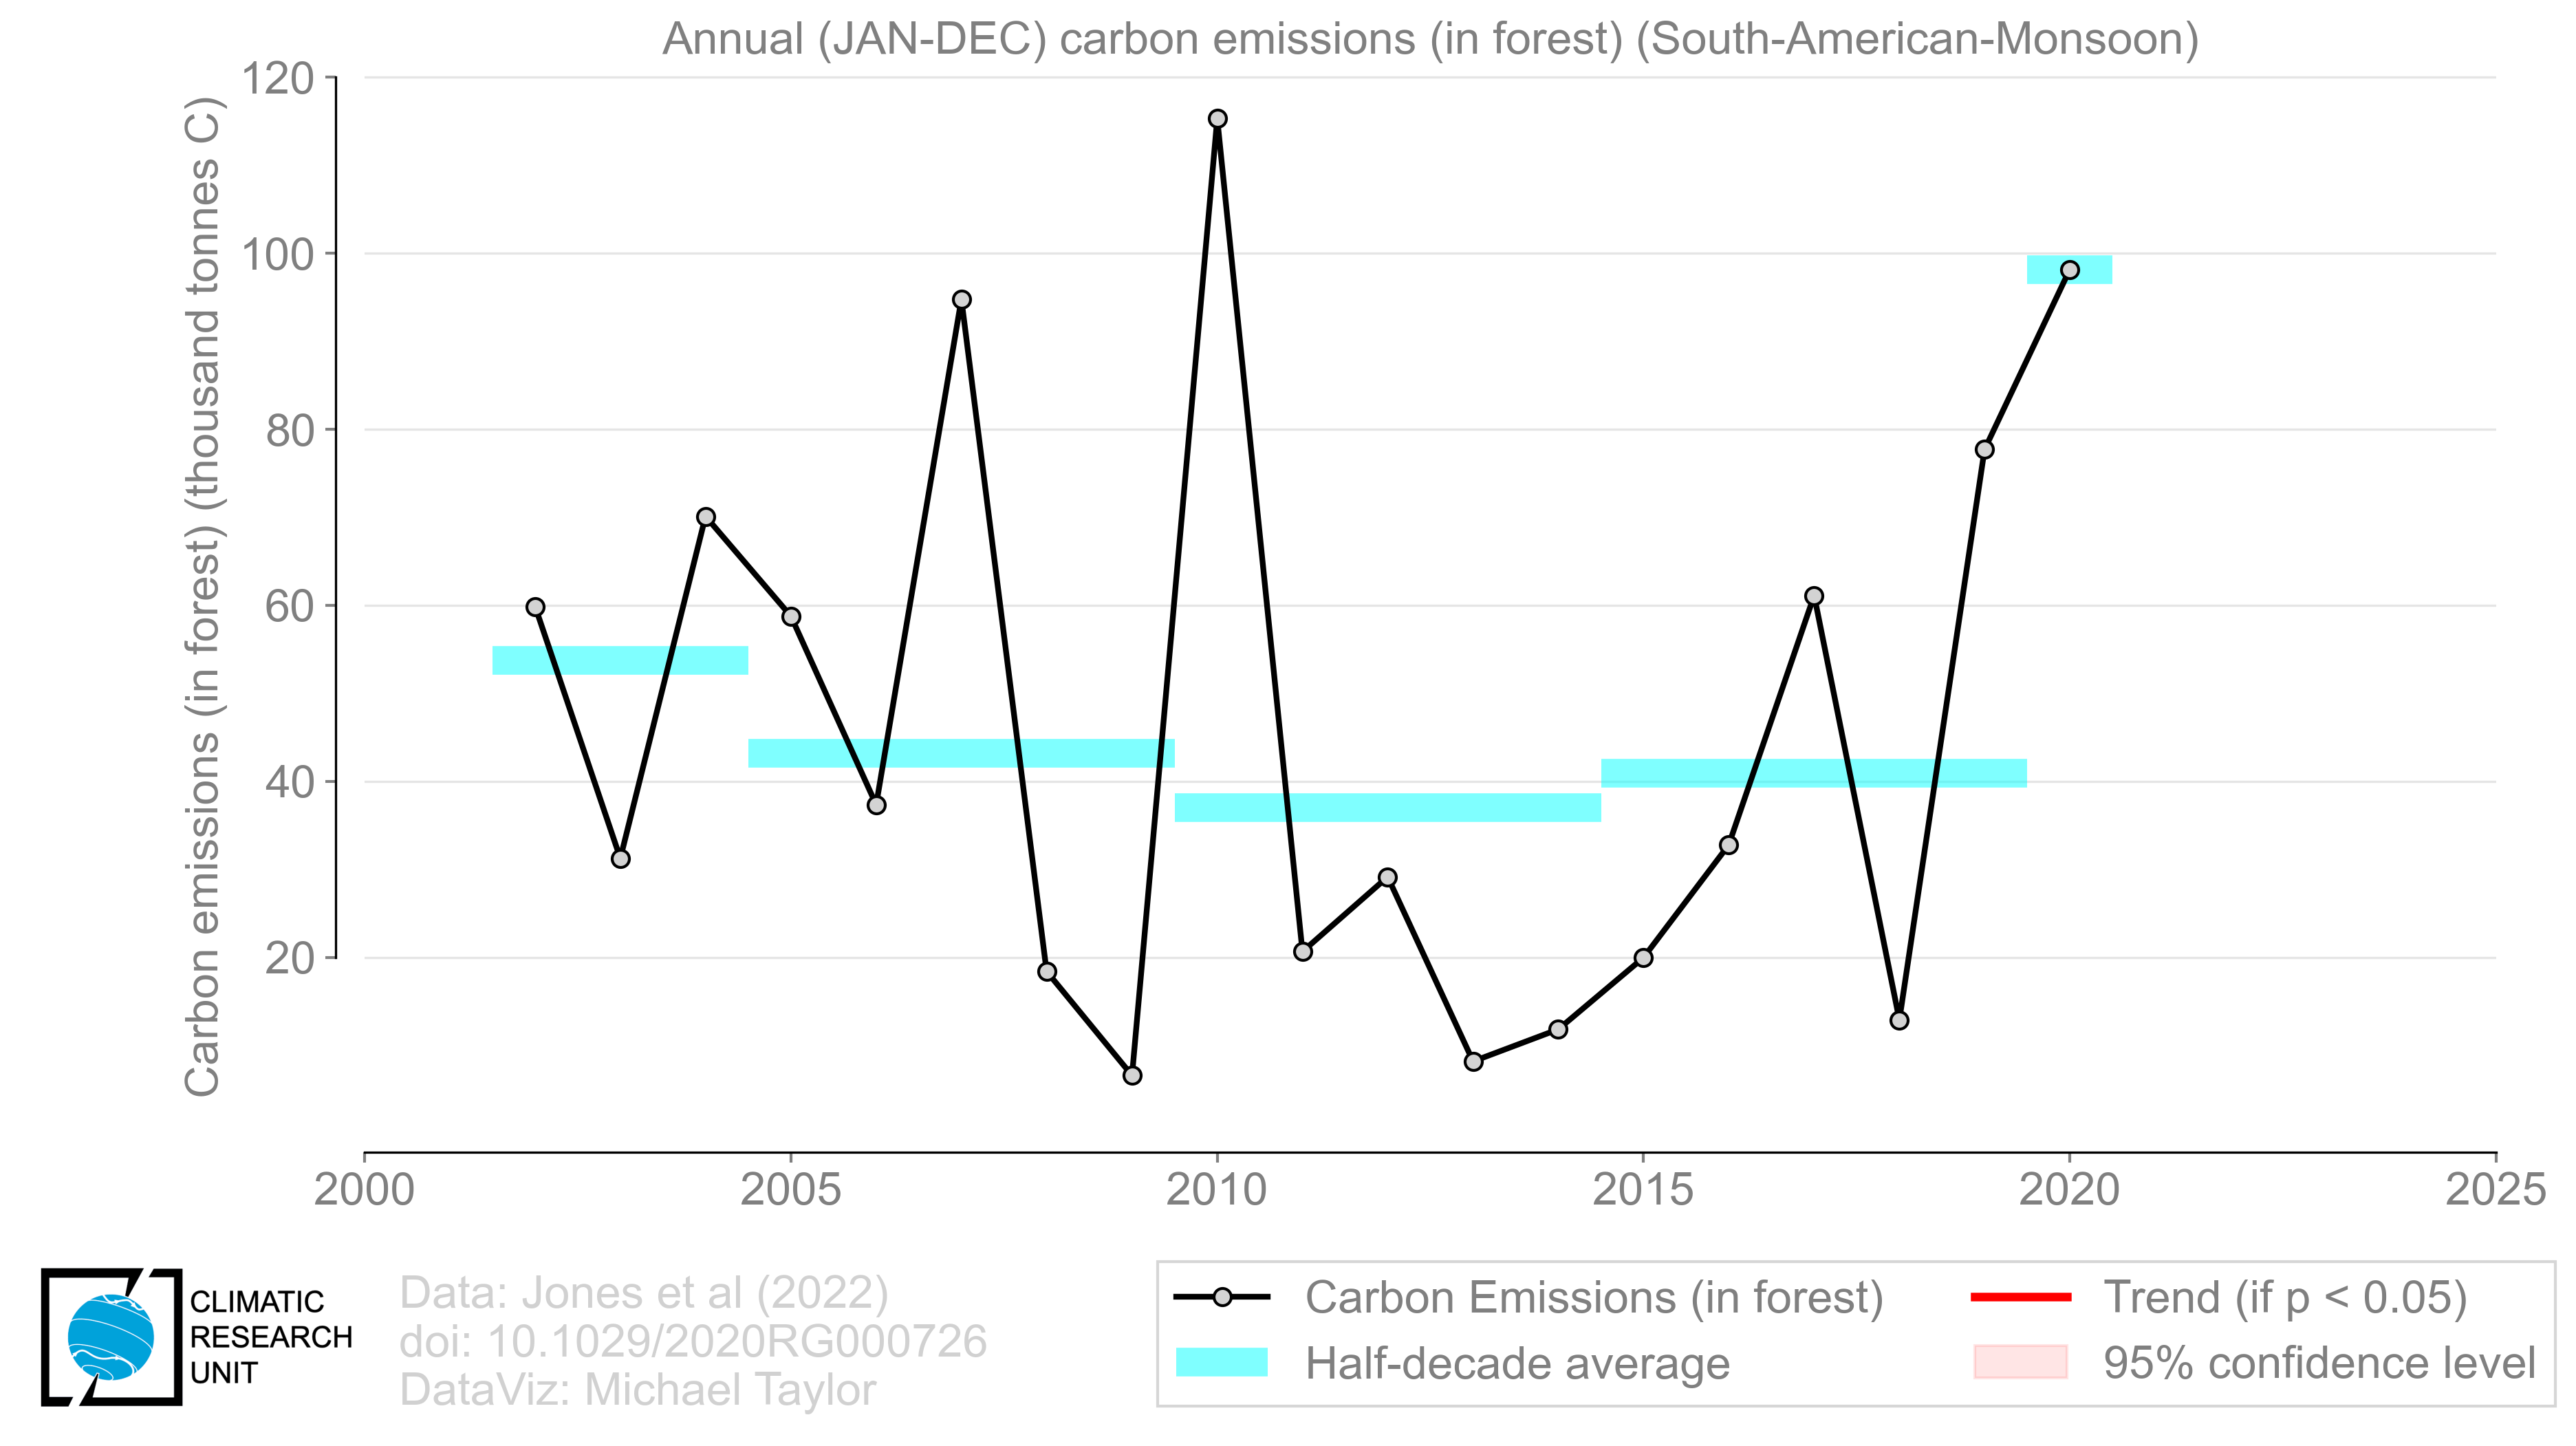 Annual (JAN-DEC) carbon emissions (in forest) (South-American-Monsoon)
Carbon emissions (in forest) (thousand tonnes C)
120
100
80
60
40
20
2000 2005 2010 2015 2020 2025
CLIMATIC
RESEARCH
UNIT
Data: Jones et al (2022)
doi: 10.1029/2020RG000726
DataViz: Michael Taylor
Carbon Emissions (in forest)
Half-decade average
Trend (if p < 0.05)
95% confidence level